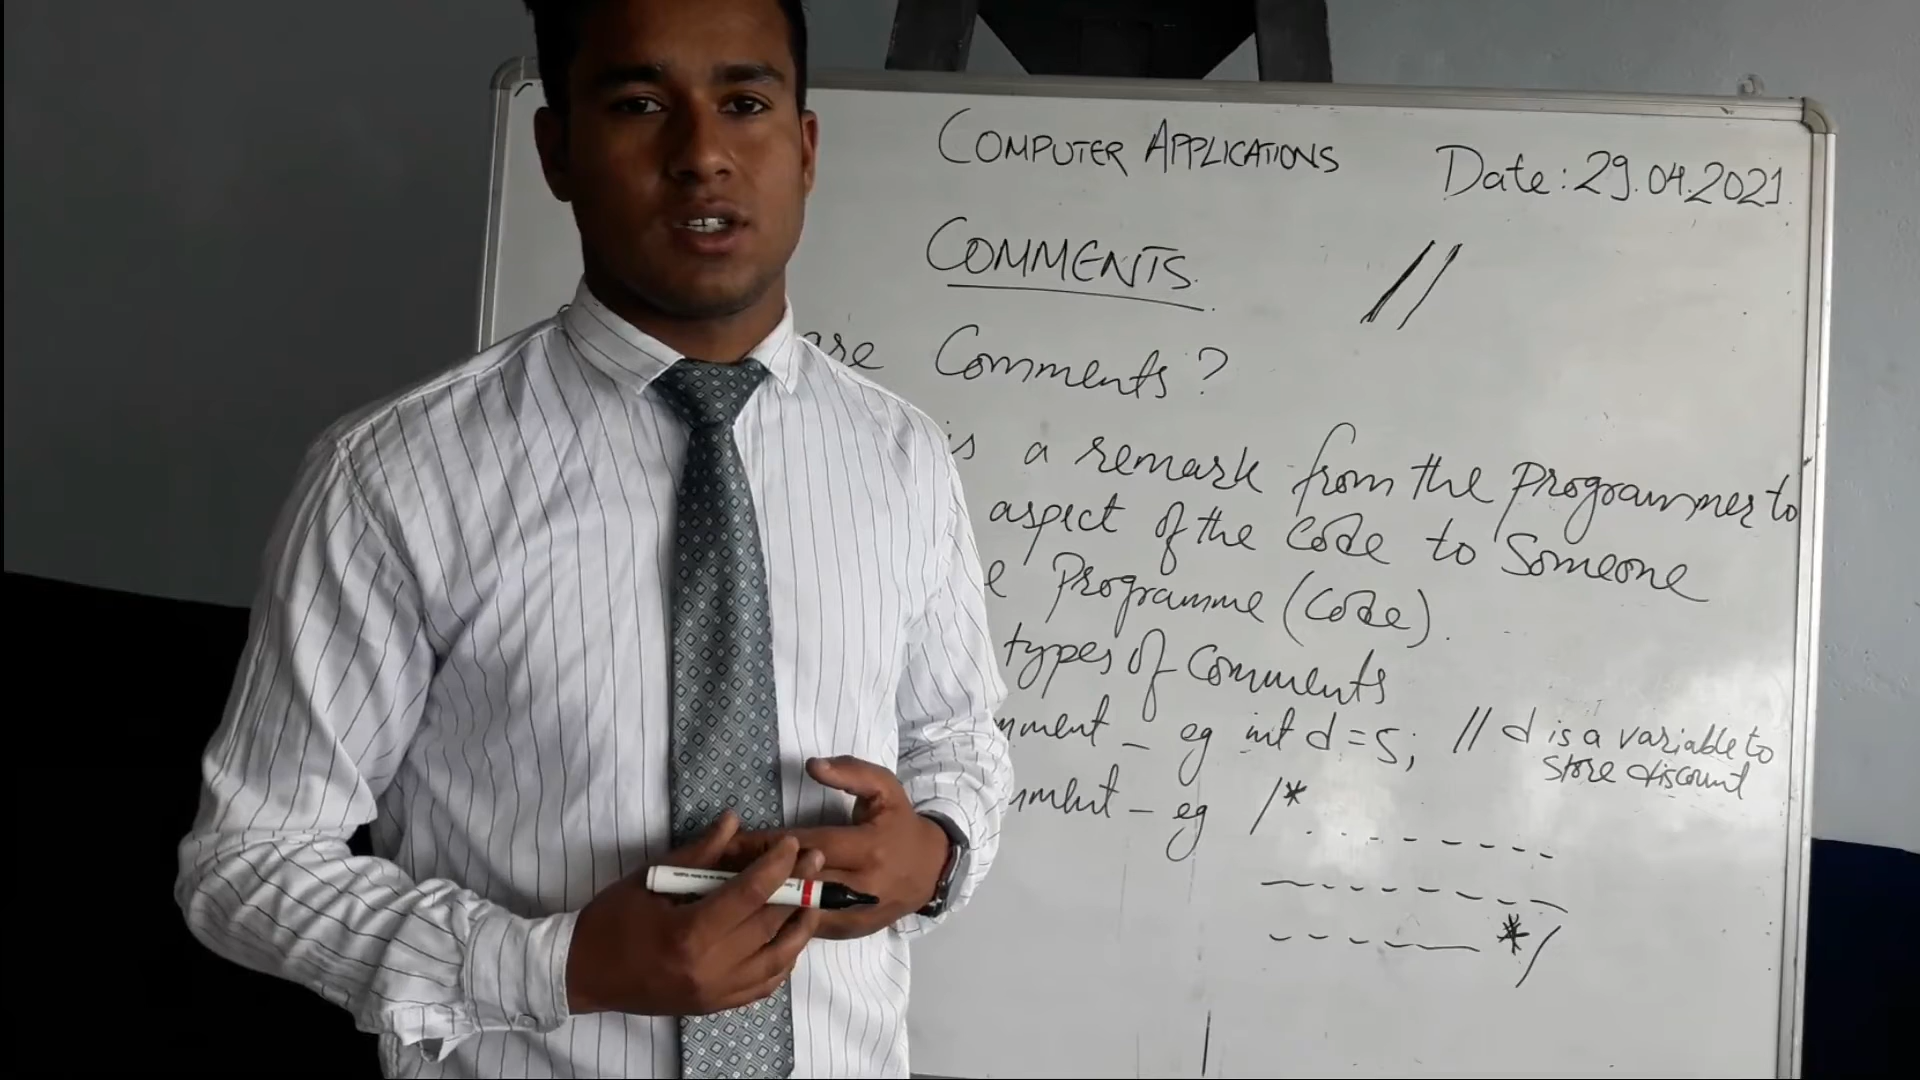 COMPUTER APPLICATIONS
Date: 29.04.2021
COMMENTS
//
are Comments?
is a remark from the Programmer to
aspect of the Code to Someone
e Programme (Code).
types of Comments
mment - eg int d = 5; // d is a variable to
store discount
mment - eg /*
*/